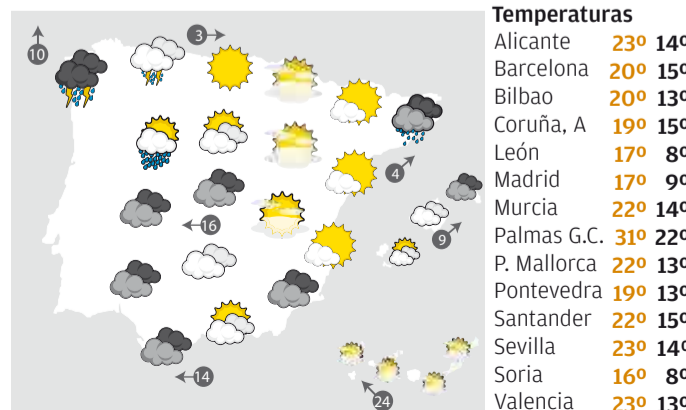 10
3
4
16
9
14
24
Temperaturas
Alicante 23º 14º
Barcelona 20º 15º
Bilbao 20º 13º
Coruña, A 19º 15º
León 17º 8º
Madrid 17º 9º
Murcia 22º 14º
Palmas G.C. 31º 22º
P. Mallorca 22º 13º
Pontevedra 19º 13º
Santander 22º 15º
Sevilla 23º 14º
Soria 16º 8º
Valencia 23º 13º